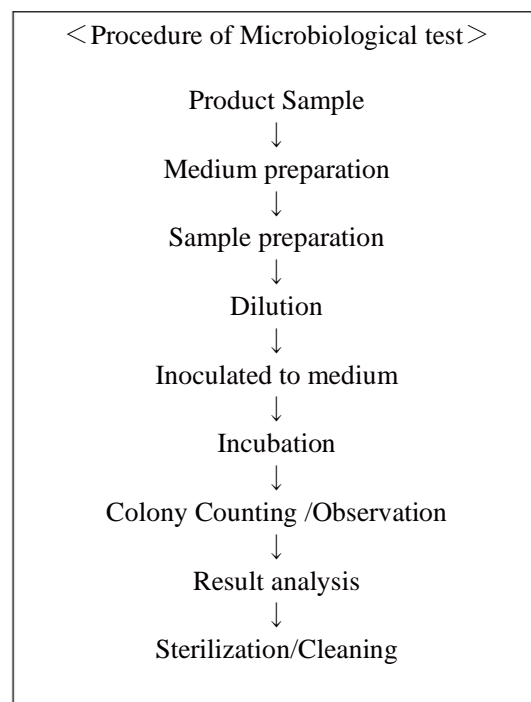 ＜Procedure of Microbiological test＞
Product Sample
↓
Medium preparation
↓
Sample preparation
↓
Dilution
↓
Inoculated to medium
↓
Incubation
↓
Colony Counting /Observation
↓
Result analysis
↓
Sterilization/Cleaning